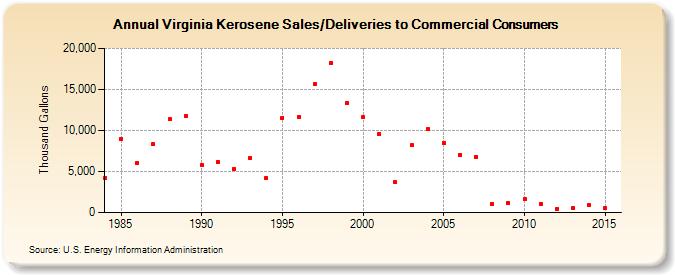 Annual Virginia Kerosene Sales/Deliveries to Commercial Consumers
Thousand Gallons
20,000
15,000
10,000
5,000
0
1985 1990 1995 2000 2005 2010 2015
Source: U.S. Energy Information Administration